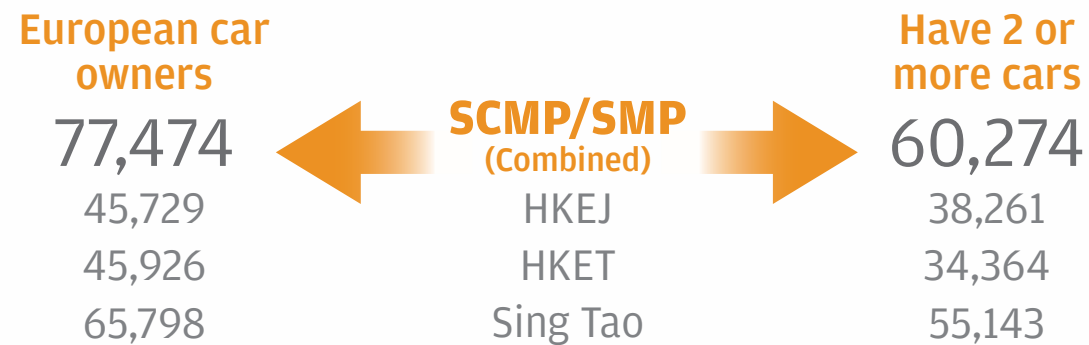 European car
owners
Have 2 or
more cars
77,474
SCMP/SMP
(Combined)
60,274
45,729
HKEJ
38,261
45,926
HKET
34,364
65,798
Sing Tao
55,143